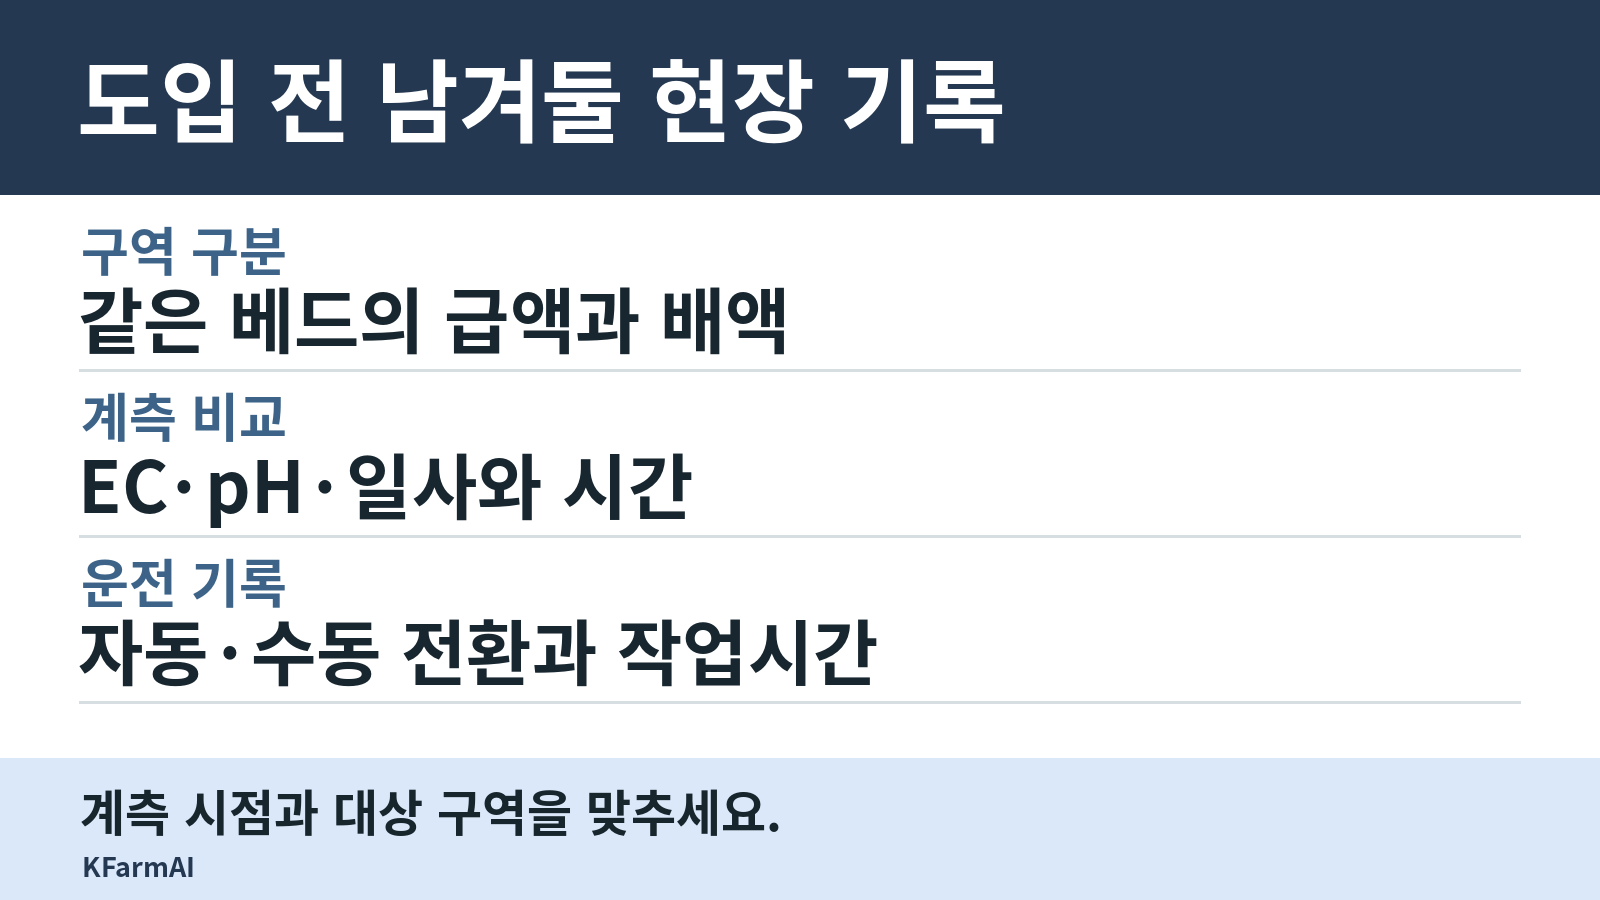 도입 전 남겨둘 현장 기록
구역 구분
같은 베드의 급액과 배액
계측 비교
EC·pH·일사와 시간
운전 기록
자동·수동 전환과 작업시간
계측 시점과 대상 구역을 맞추세요.
KFarmAI